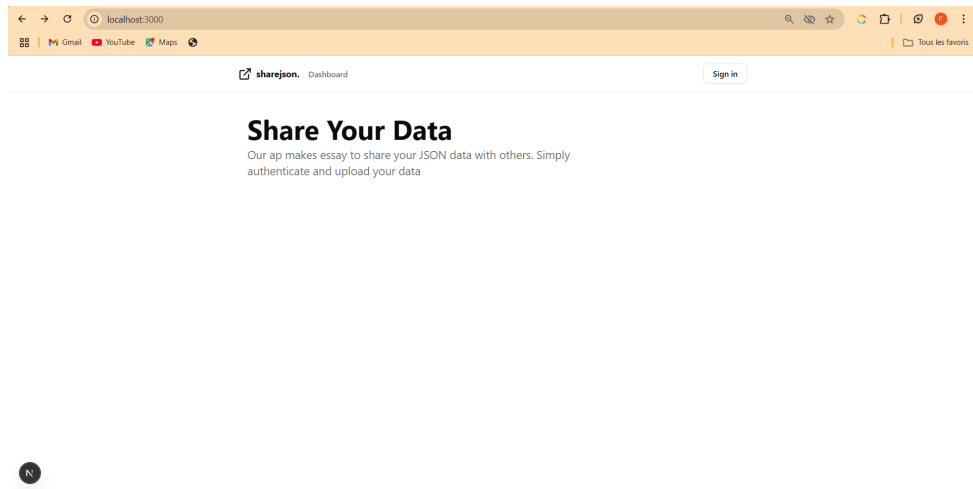 localhost:3000
Gmail YouTube Maps Tous les favoris
sharejson. Dashboard Sign in
Share Your Data
Our ap makes essay to share your JSON data with others. Simply
authenticate and upload your data
N